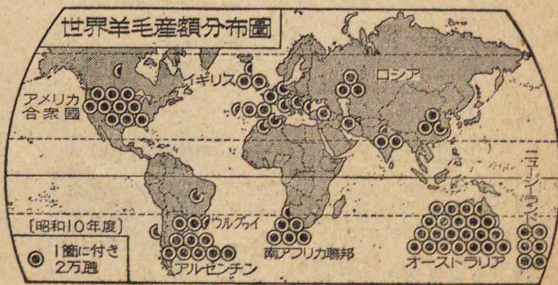 世界羊毛産額分布圖
イギリス
ロシア
アメリカ
合衆國
ニュージーランド
[昭和10年度]
1箇に付き
2万瓲
ウルグワイ
アルゼンチン
南アフリカ聯邦
オーストラリア